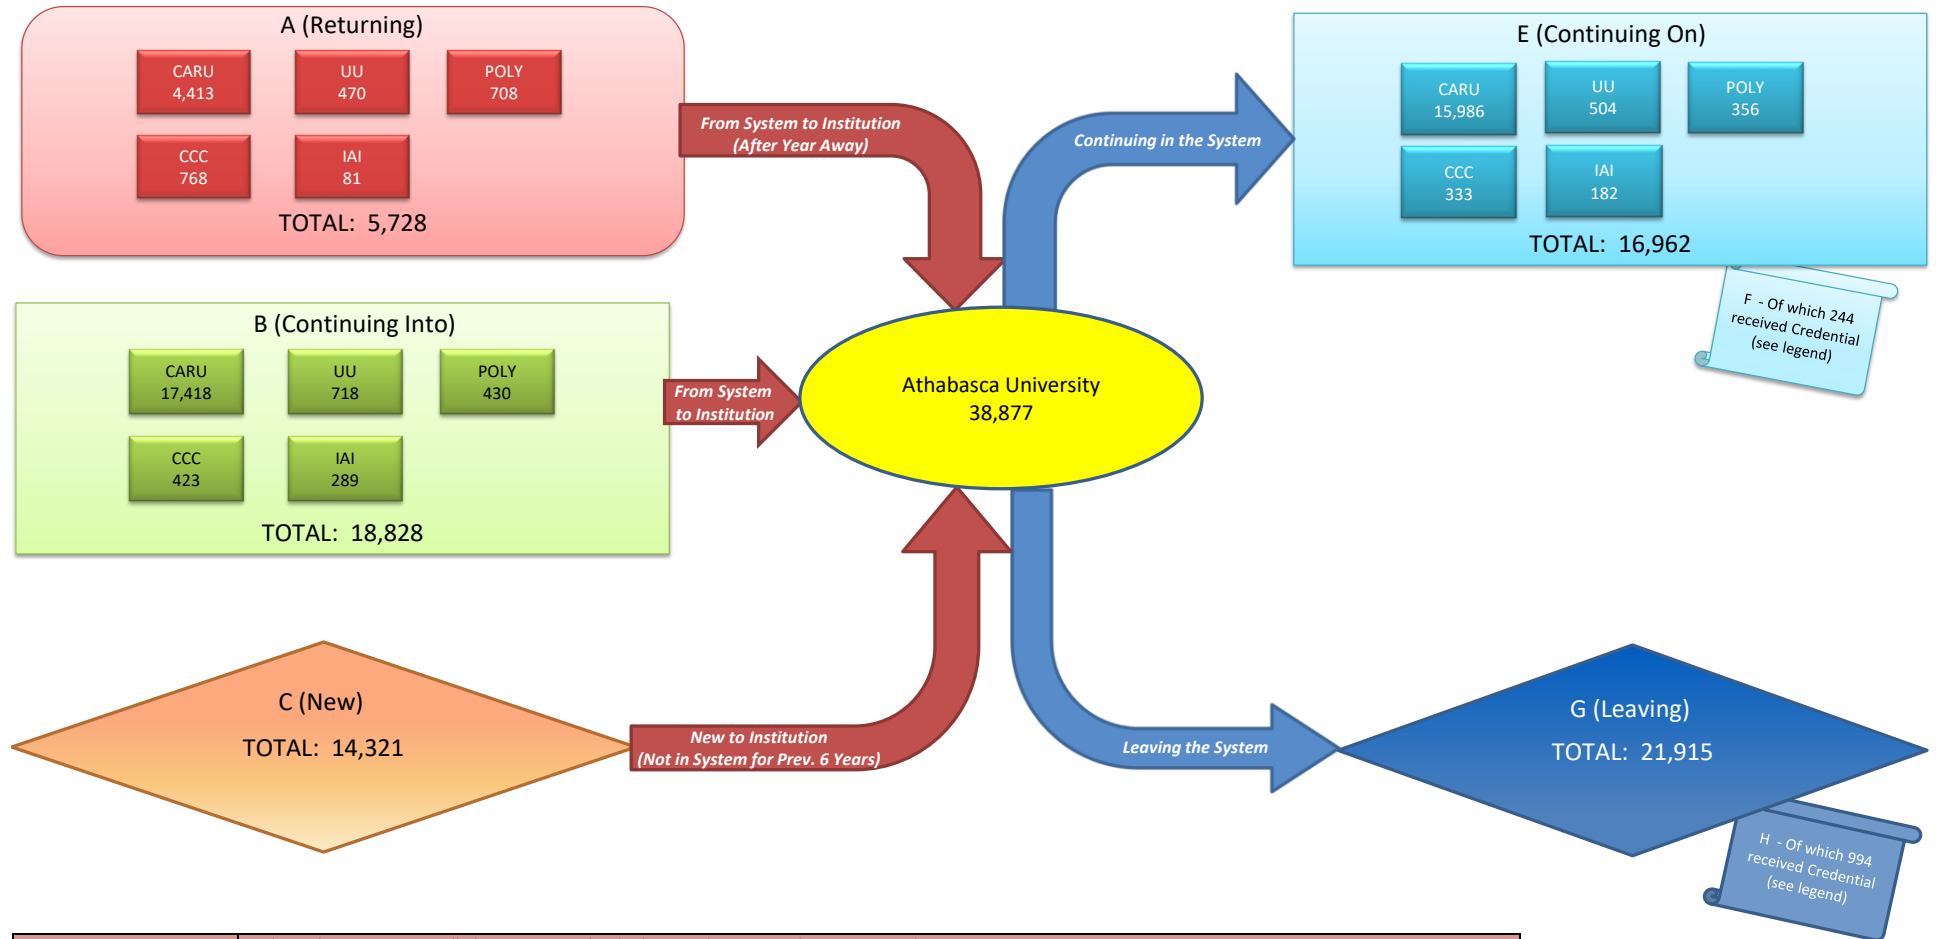 A (Returning)
CARU
4,413
UU
470
POLY
708
CCC
768
IAI
81
TOTAL:  5,728
From System to Institution
(After Year Away)
B (Continuing Into)
CARU
17,418
UU
718
POLY
430
CCC
423
IAI
289
TOTAL:  18,828
From System
to Institution
C (New)
TOTAL:  14,321
New to Institution
(Not in System for Prev. 6 Years)
Athabasca University
38,877
Continuing in the System
E (Continuing On)
CARU
15,986
UU
504
POLY
356
CCC
333
IAI
182
TOTAL:  16,962
F  - Of which 244
received Credential
(see legend)
Leaving the System
G (Leaving)
TOTAL:  21,915
H  - Of which 994
received Credential
(see legend)